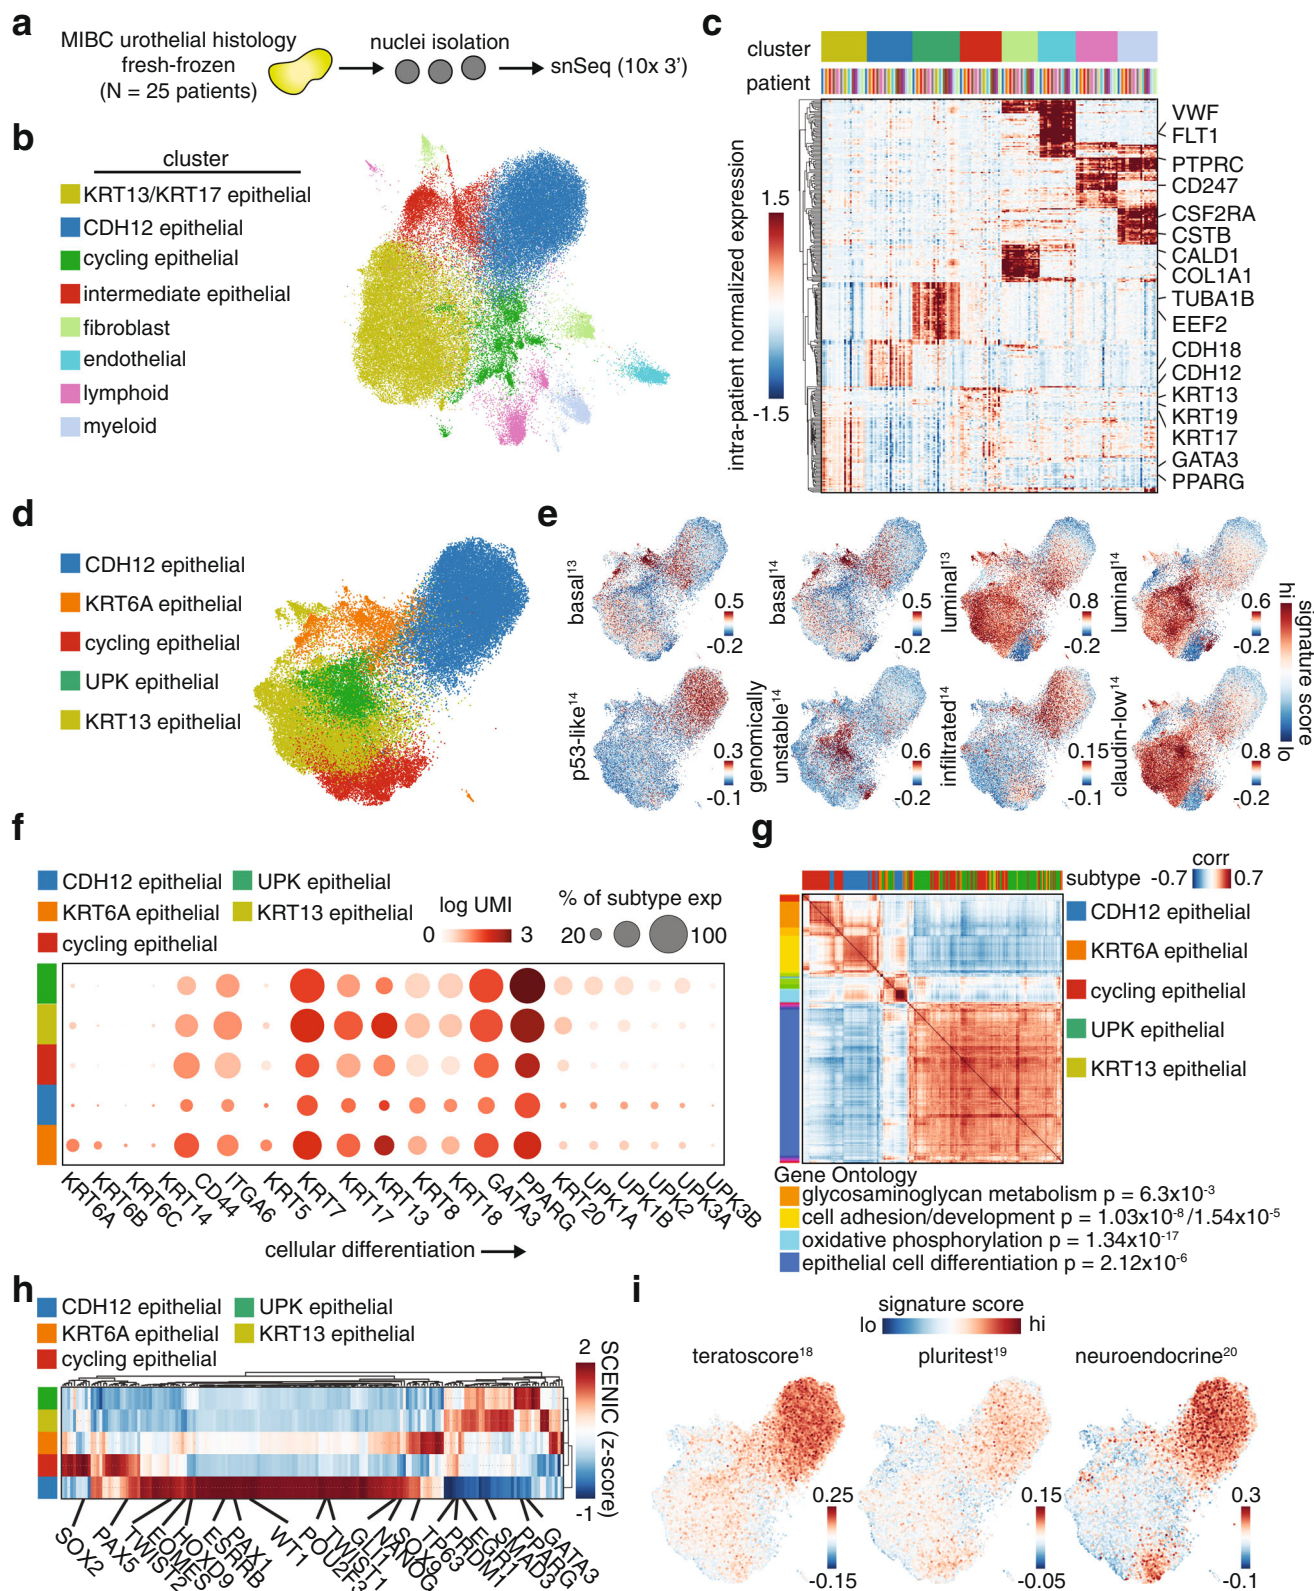 a
MIBC urothelial histology
fresh-frozen
(N = 25 patients)
nuclei isolation
snSeq (10x 3’)
b
cluster
KRT13/KRT17 epithelial
CDH12 epithelial
cycling epithelial
intermediate epithelial
fibroblast
endothelial
lymphoid
myeloid
c
cluster
patient
intra-patient normalized expression
1.5
-1.5
VWF
FLT1
PTPRC
CD247
CSF2RA
CSTB
CALD1
COL1A1
TUBA1B
EEF2
CDH18
CDH12
KRT13
KRT19
KRT17
GATA3
PPARG
d
CDH12 epithelial
KRT6A epithelial
cycling epithelial
UPK epithelial
KRT13 epithelial
e
basal13
0.5
-0.2
basal14
0.5
-0.2
luminal13
0.8
-0.2
luminal14
0.6
-0.2
p53-like14
0.3
-0.1
genomically
unstable14
0.6
-0.2
infiltrated14
0.15
-0.1
claudin-low14
0.8
-0.2
hi
signature score
lo
f
CDH12 epithelial
KRT6A epithelial
cycling epithelial
UPK epithelial
KRT13 epithelial
log UMI
0 3
% of subtype exp
20 100
KRT6A
KRT6B
KRT6C
KRT14
CD44
ITGA6
KRT5
KRT7
KRT17
KRT13
KRT8
KRT18
GATA3
PPARG
KRT20
UPK1A
UPK1B
UPK2
UPK3A
UPK3B
cellular differentiation
g
corr
subtype -0.7 0.7
CDH12 epithelial
KRT6A epithelial
cycling epithelial
UPK epithelial
KRT13 epithelial
Gene Ontology
glycosaminoglycan metabolism p = 6.3x10-3
cell adhesion/development p = 1.03x10-8/1.54x10-5
oxidative phosphorylation p = 1.34x10-17
epithelial cell differentiation p = 2.12x10-6
h
CDH12 epithelial
KRT6A epithelial
cycling epithelial
UPK epithelial
KRT13 epithelial
2
-1
SCENIC (z-score)
SOX2
PAX5
TWIST2
EOMES
HOXD9
ESRRB
PAX1
WT1
POU2F3
TWIST1
GLI1
NANOG
SOX9
TP63
PRDM1
EGR1
SMAD3
PPARG
GATA3
i
signature score
lo hi
teratoscore18
0.25
-0.15
pluritest19
0.15
-0.05
neuroendocrine20
0.3
-0.1